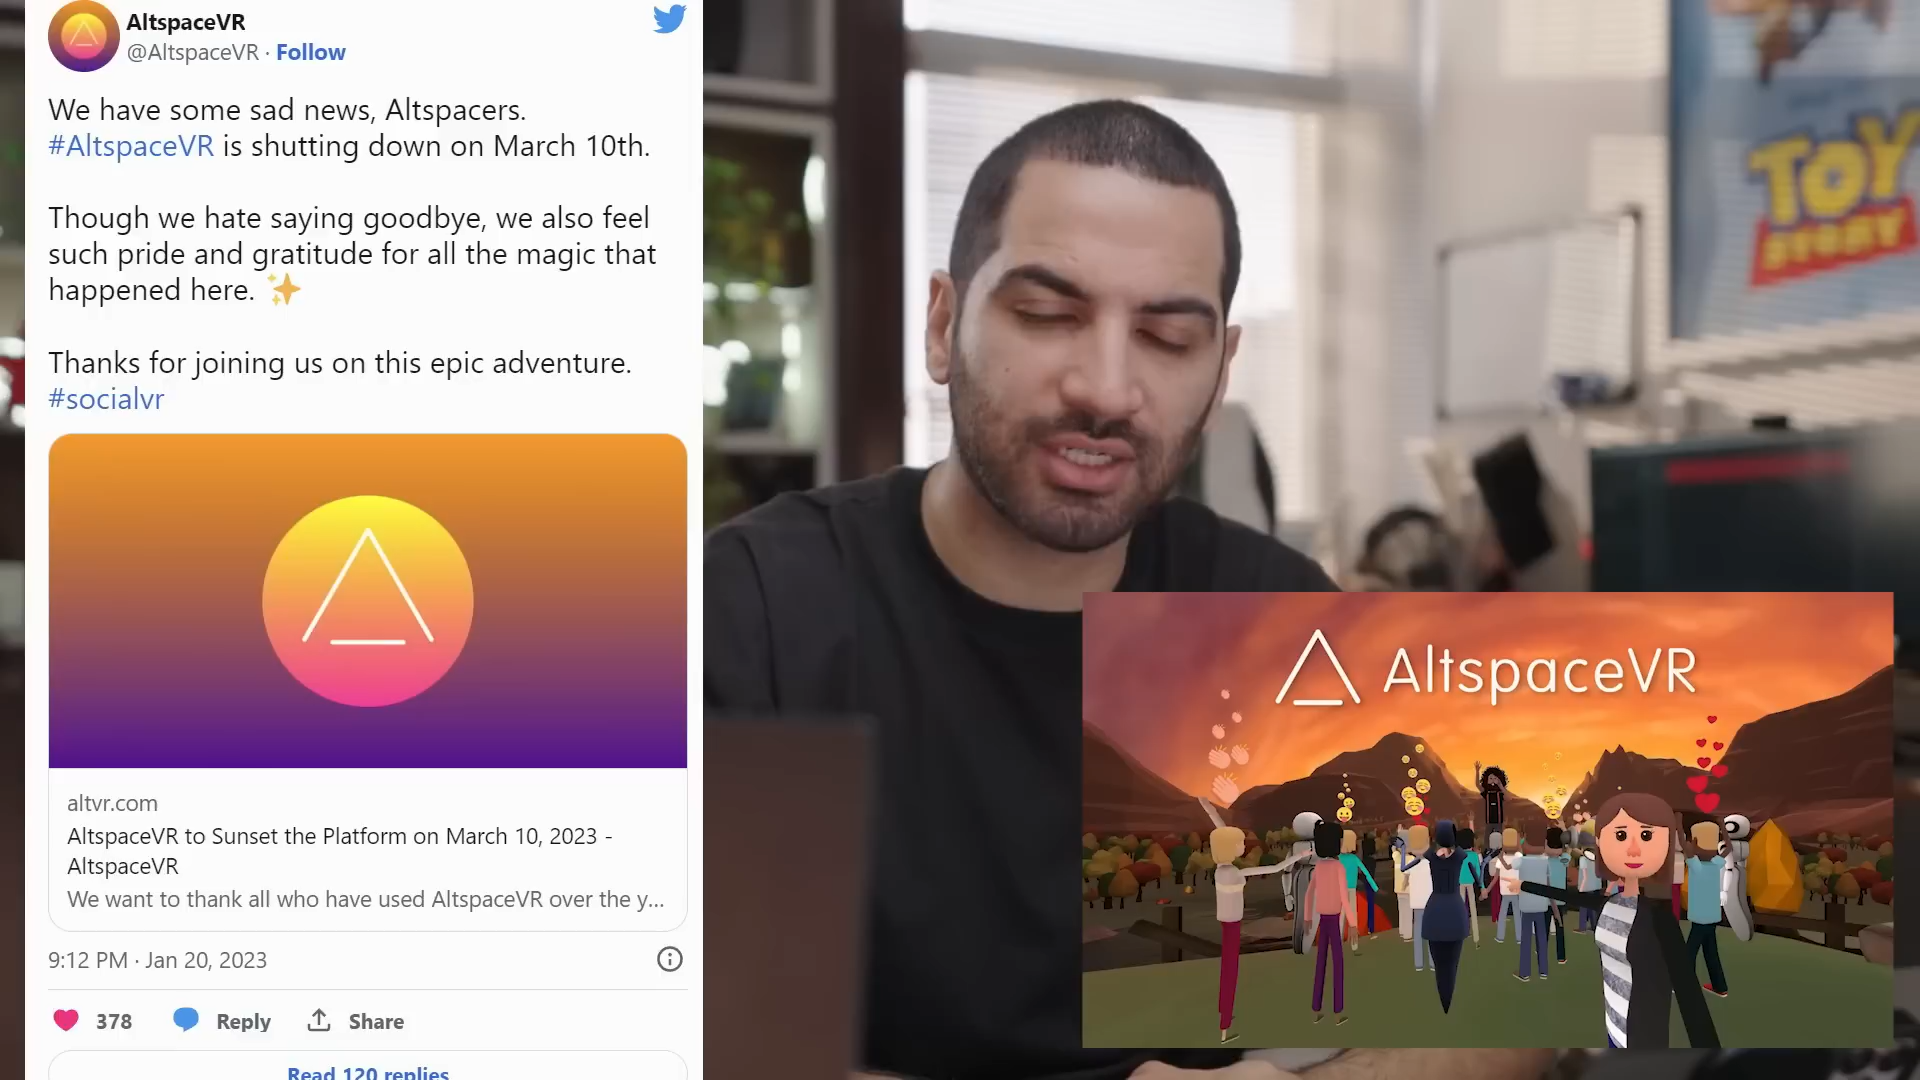 AltspaceVR
@AltspaceVR · Follow
We have some sad news, Altspacers.
#AltspaceVR is shutting down on March 10th.
Though we hate saying goodbye, we also feel
such pride and gratitude for all the magic that
happened here. ✨
Thanks for joining us on this epic adventure.
#socialvr
altvr.com
AltspaceVR to Sunset the Platform on March 10, 2023 -
AltspaceVR
We want to thank all who have used AltspaceVR over the y...
9:12 PM · Jan 20, 2023
378 Reply Share
Read 120 replies
TOY
STORY
AltspaceVR